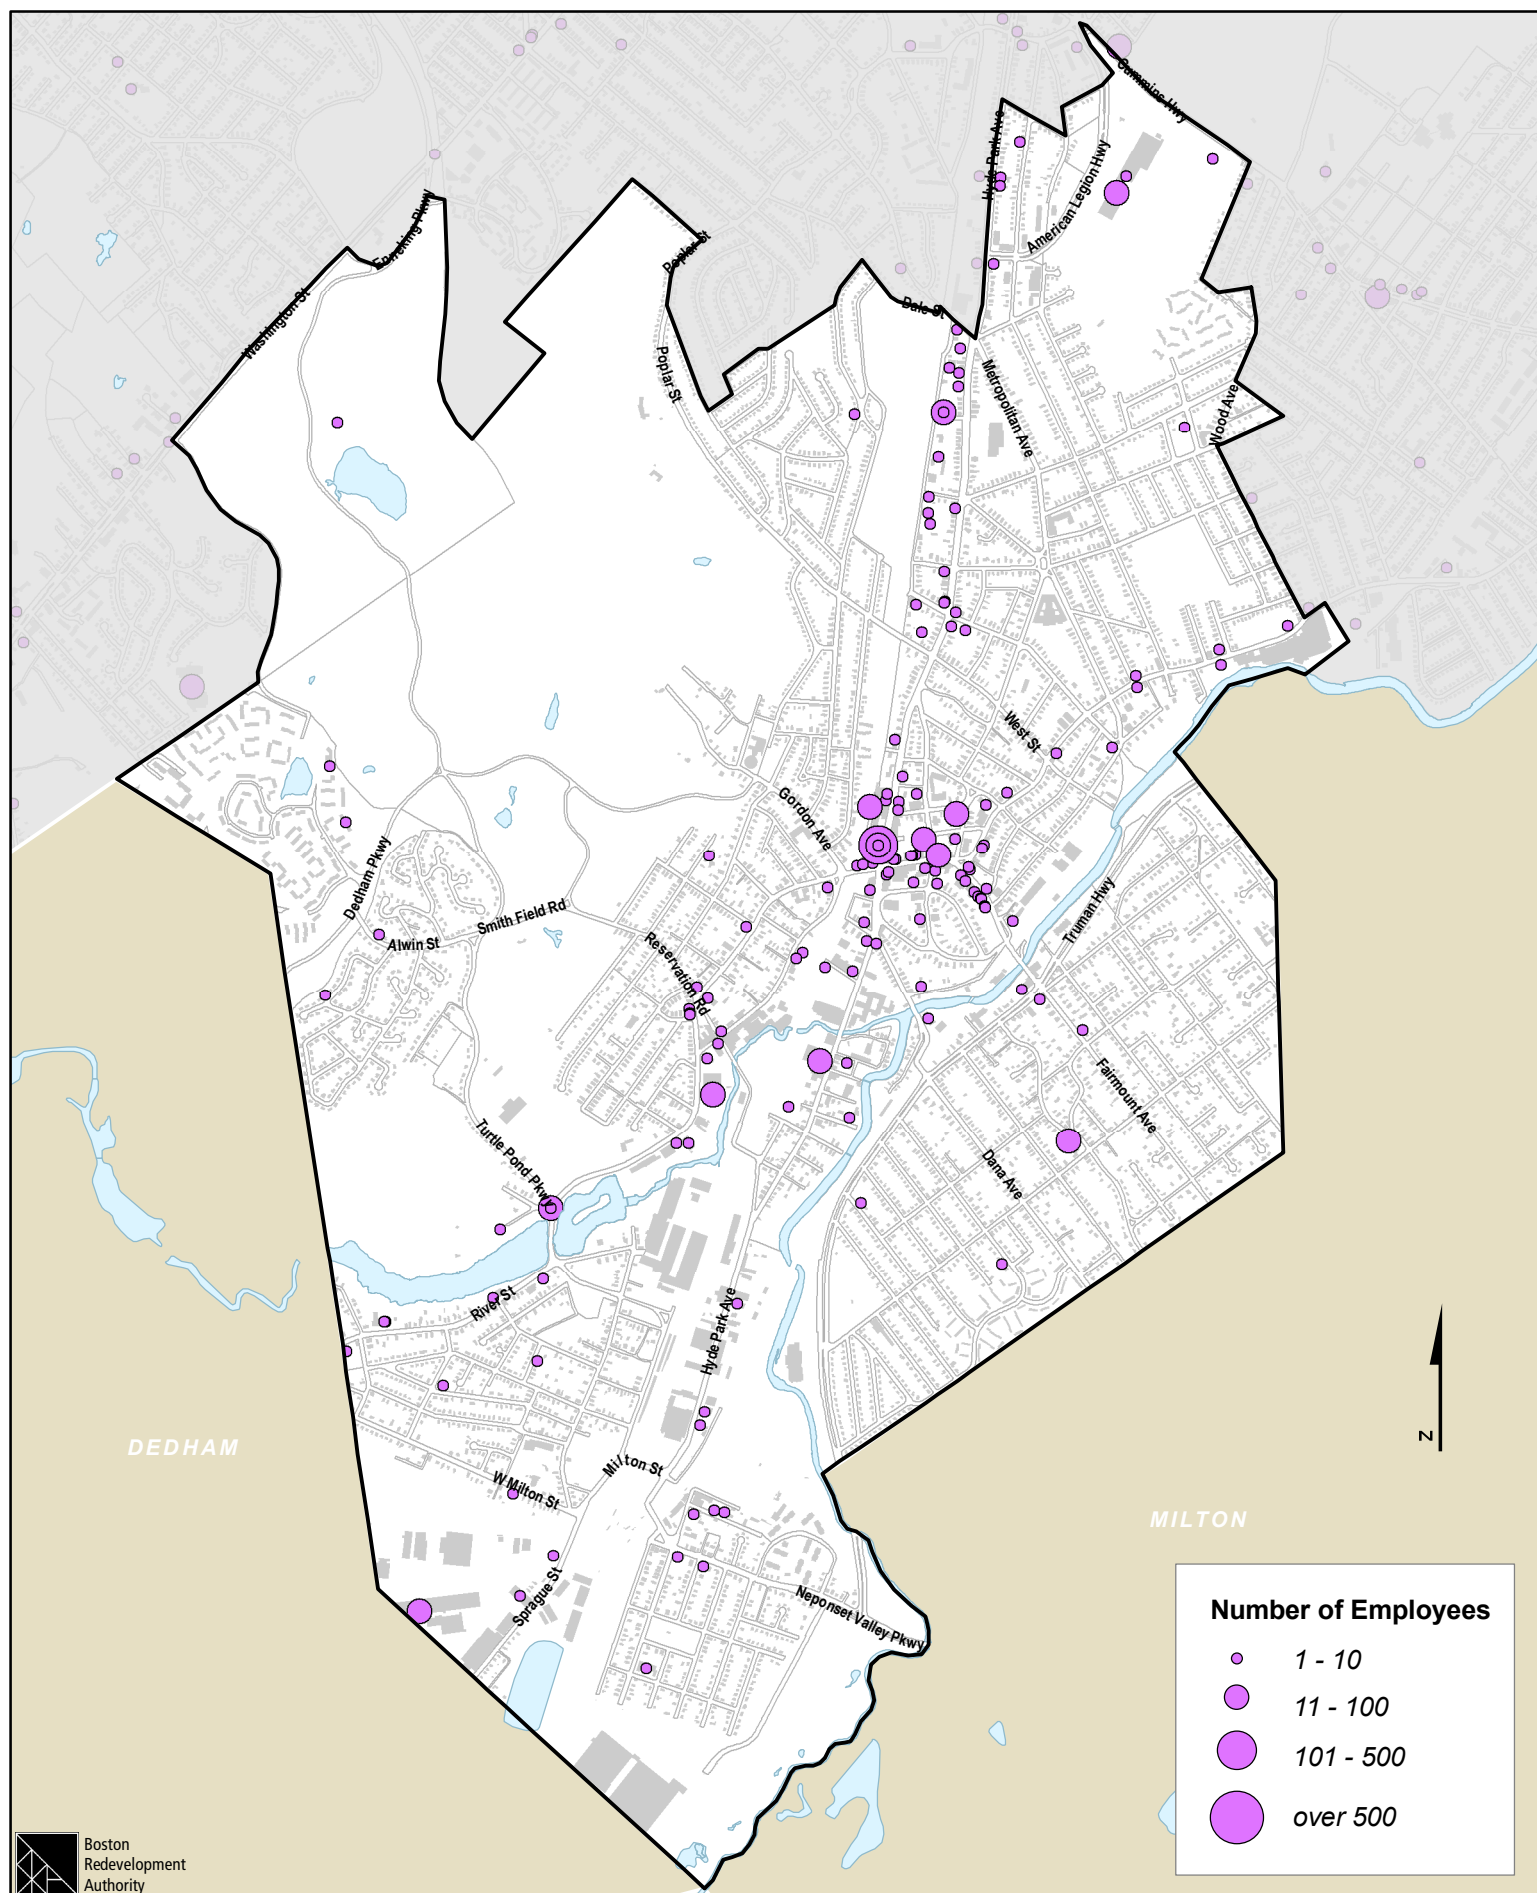 Cummins Hwy
Hyde Park Ave
American Legion Hwy
Enneking Pkwy
Poplar St
Washington St
Dale St
Poplar St
Metropolitan Ave
Wood Ave
West St
Gordon Ave
Dedham Pkwy
Truman Hwy
Smith Field Rd
Alwin St
Reservation Rd
Fairmount Ave
Turtle Pond Pkwy
Dana Ave
River St
Hyde Park Ave
DEDHAM
Z
Milton St
W Milton St
MILTON
Sprague St
Neponset Valley Pkwy
Number of Employees
1 - 10
11 - 100
101 - 500
over 500
Boston
Redevelopment
Authority